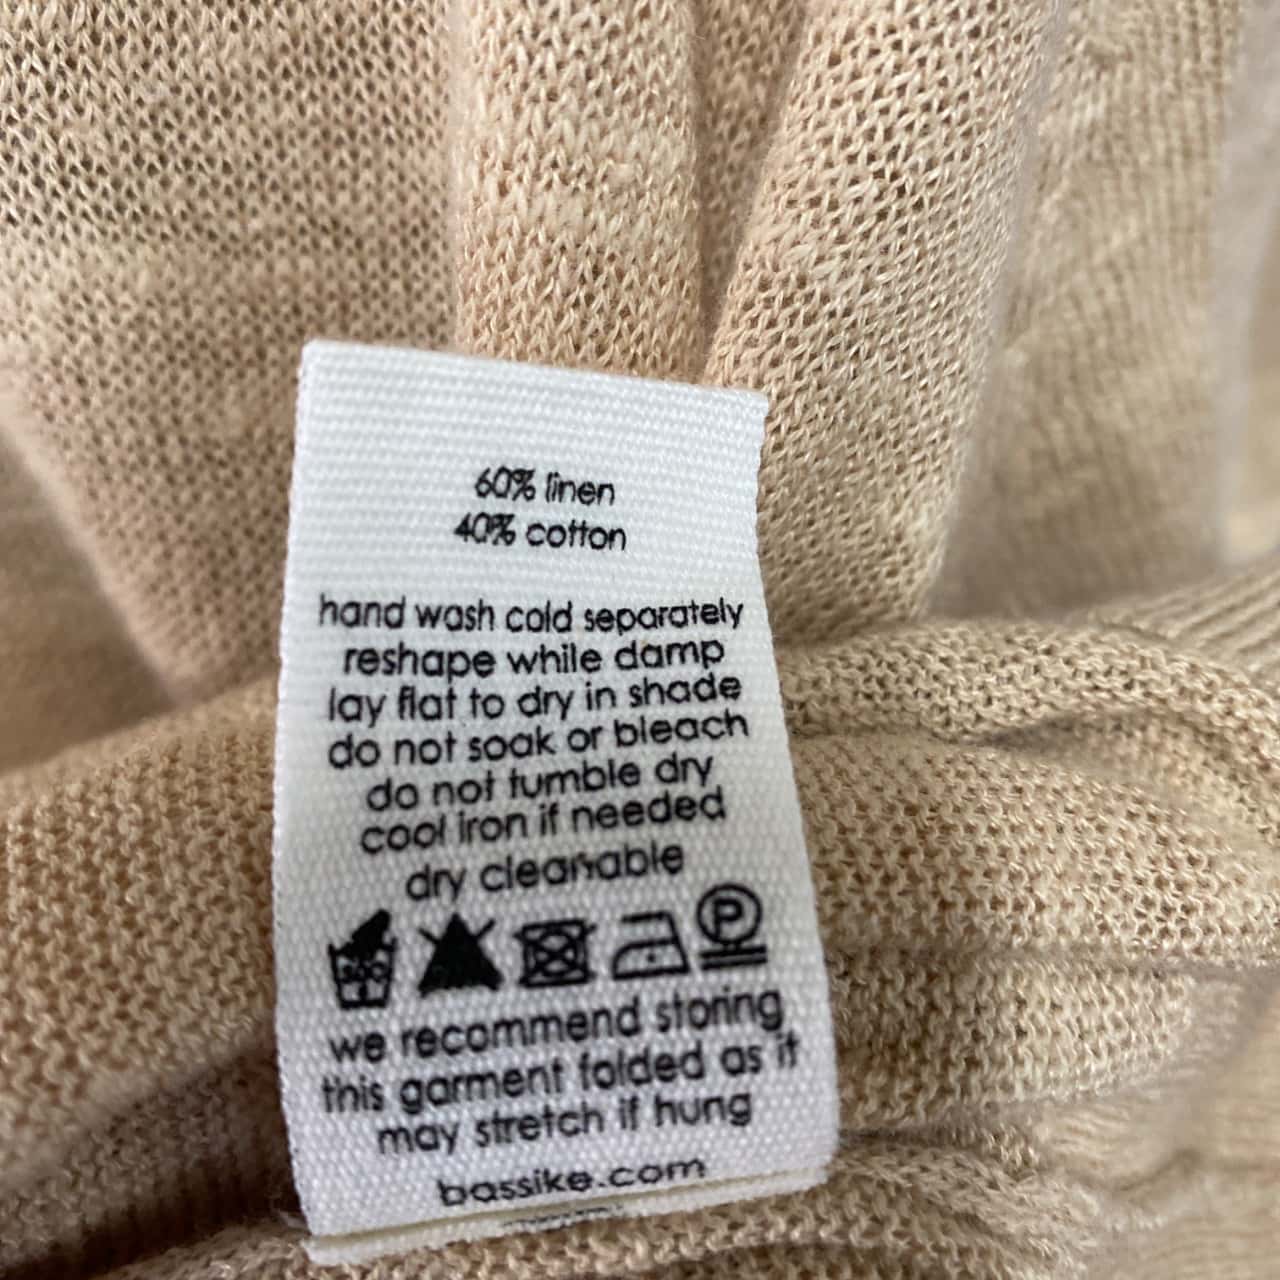 60% linen
40% cotton
hand wash cold separately
reshape while damp
lay flat to dry in shade
do not soak or bleach
do not tumble dry
cool iron if needed
dry cleanable
P
we recommend storing
this garment folded as it
may stretch if hung
bassike.com